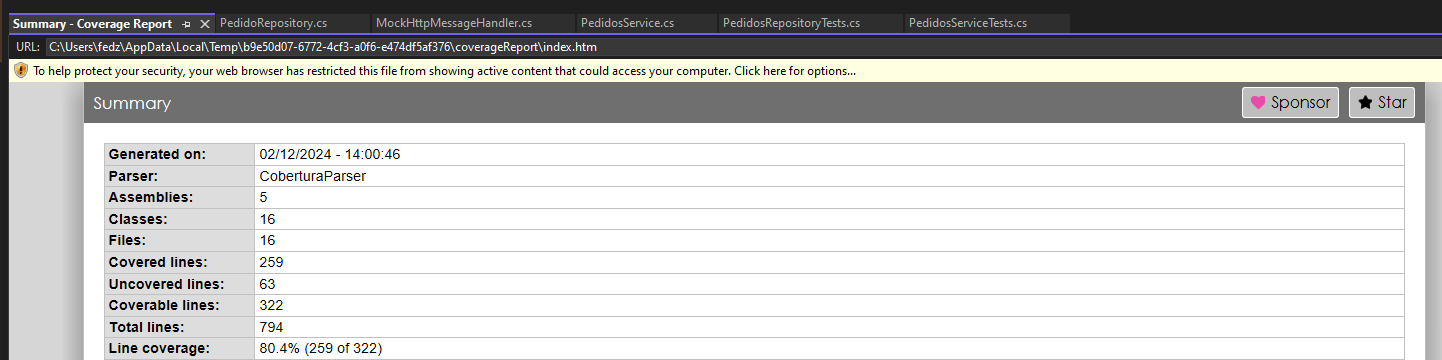 Summary - Coverage Report PedidoRepository.cs MockHttpMessageHandler.cs PedidosService.cs PedidosRepositoryTests.cs PedidosServiceTests.cs
URL: C:\Users\fedz\AppData\Local\Temp\b9e50d07-6772-4cf3-a0f6-e474df5af376\coverageReport\index.htm
To help protect your security, your web browser has restricted this file from showing active content that could access your computer. Click here for options...
Summary Sponsor Star
Generated on: 02/12/2024 - 14:00:46
Parser: CoberturaParser
Assemblies: 5
Classes: 16
Files: 16
Covered lines: 259
Uncovered lines: 63
Coverable lines: 322
Total lines: 794
Line coverage: 80.4% (259 of 322)